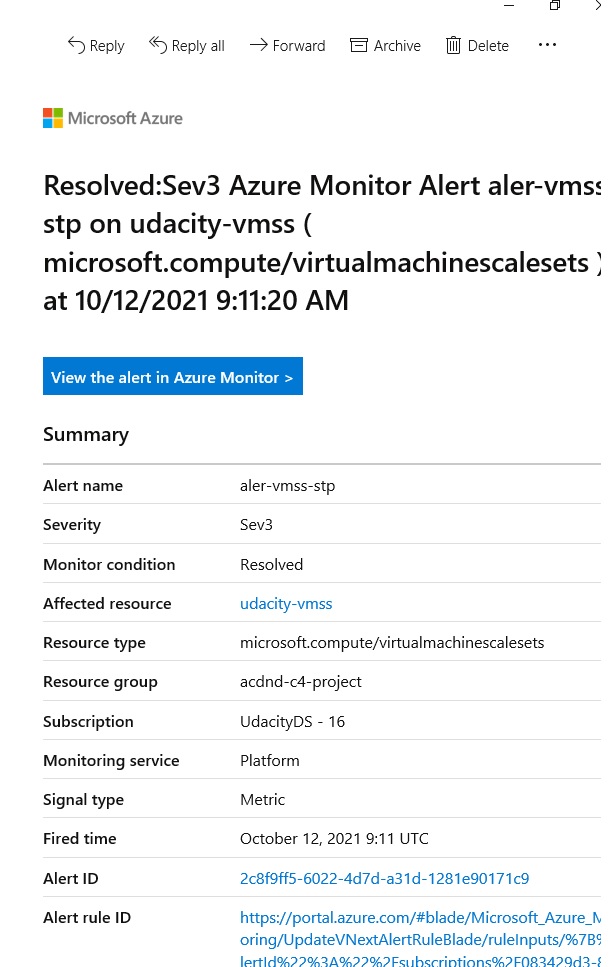 Reply Reply all Forward Archive Delete ...
Microsoft Azure
Resolved:Sev3 Azure Monitor Alert aler-vmss
stp on udacity-vmss (
microsoft.compute/virtualmachinescalesets )
at 10/12/2021 9:11:20 AM
View the alert in Azure Monitor >
Summary
Alert name aler-vmss-stp
Severity Sev3
Monitor condition Resolved
Affected resource udacity-vmss
Resource type microsoft.compute/virtualmachinescalesets
Resource group acdnd-c4-project
Subscription UdacityDS - 16
Monitoring service Platform
Signal type Metric
Fired time October 12, 2021 9:11 UTC
Alert ID 2c8f9ff5-6022-4d7d-a31d-1281e90171c9
Alert rule ID https://portal.azure.com/#blade/Microsoft_Azure_M
oring/UpdateVNextAlertRuleBlade/ruleInputs/%7B%
lertId%22%3A%22%2Fsubscriptions%2F083429d3-8